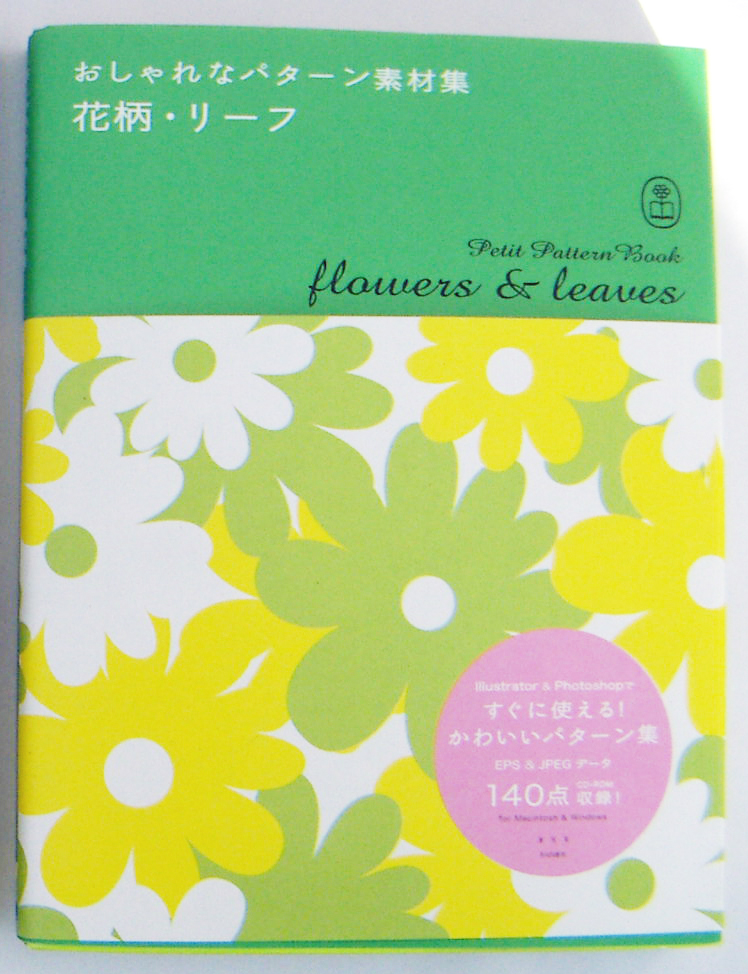 おしゃれなパターン素材集
花柄・リーフ
Petit Pattern Book
flowers & leaves
Illustrator & Photoshopで
すぐに使える!
かわいいパターン集
EPS & JPEG データ
140点 CD-ROM 収録!
for Macintosh & Windows